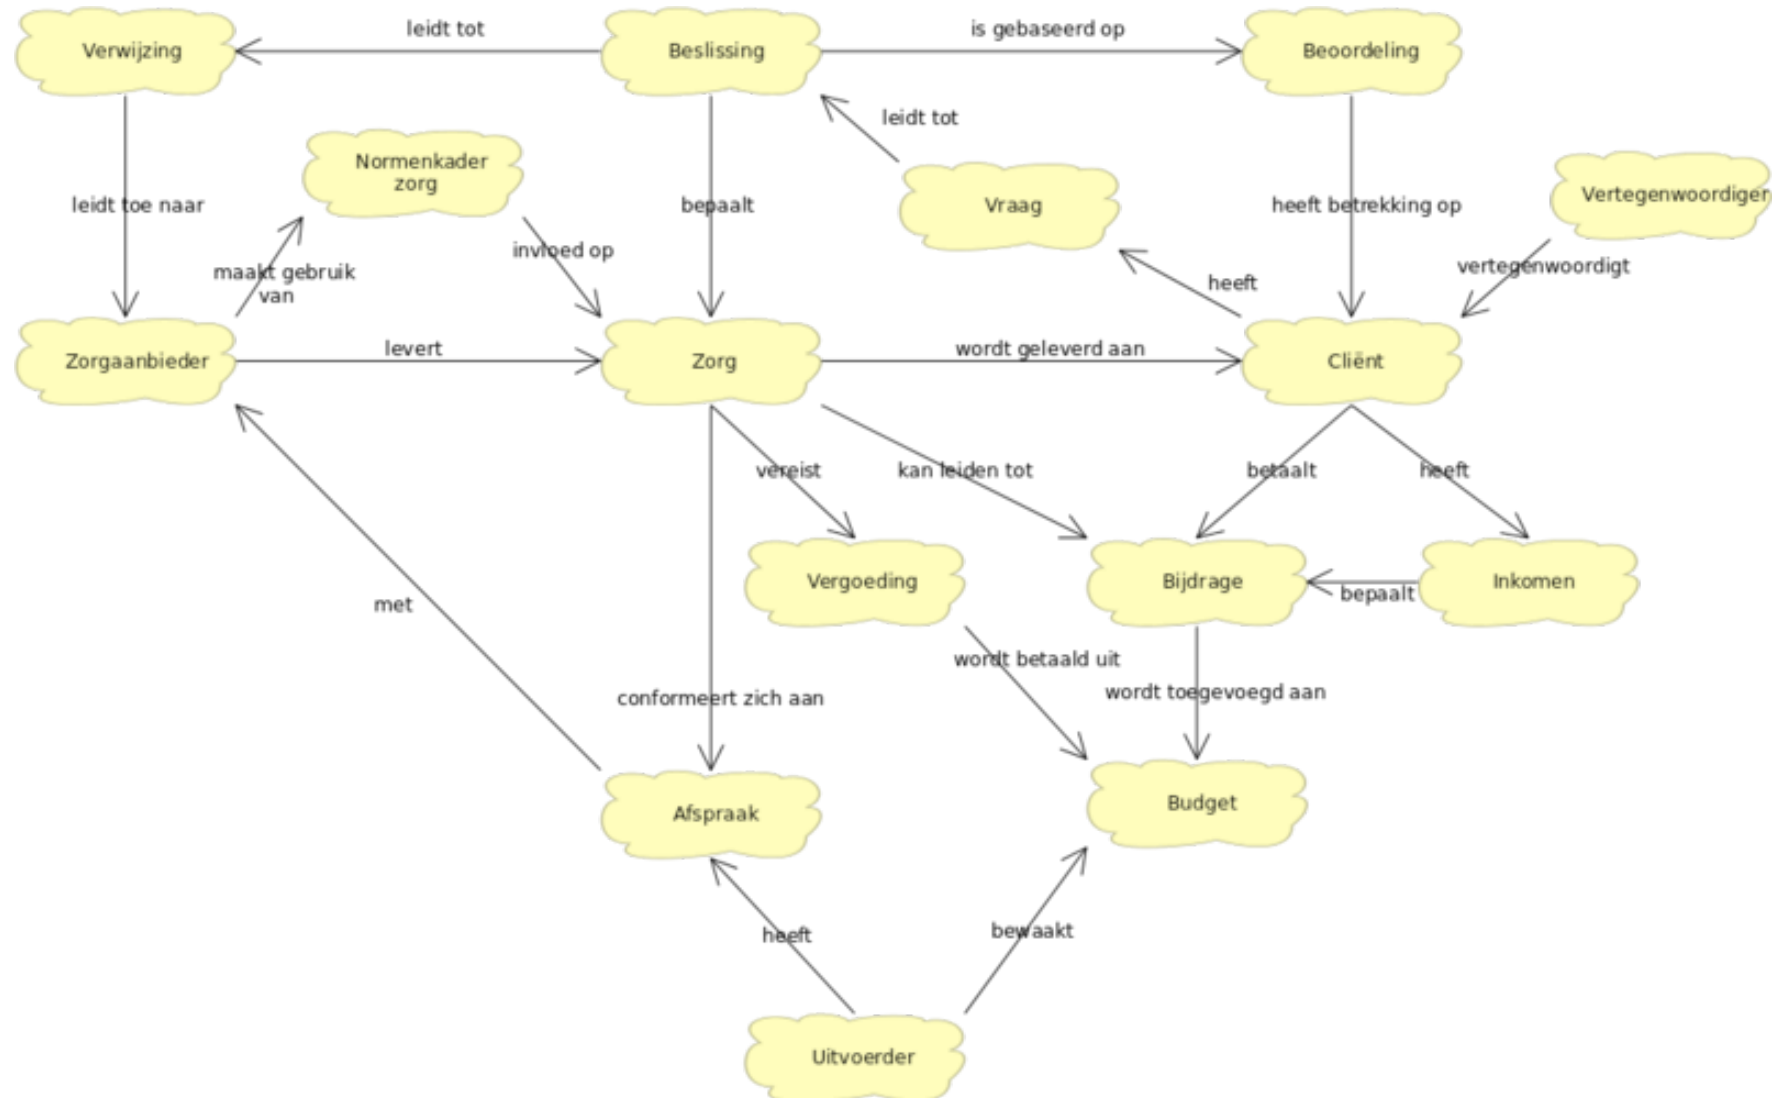 leidt tot
is gebaseerd op
Verwijzing
Beslissing
Beoordeling
leidt tot
Normenkader
zorg
Vertegenwoordiger
leidt toe naar
bepaalt
Vraag
heeft betrekking op
invloed op
vertegenwoordigt
maakt gebruik
van
heeft
levert
wordt geleverd aan
Zorgaanbieder
Zorg
Cliënt
vereist
kan leiden tot
betaalt
heeft
Vergoeding
Bijdrage
Inkomen
bepaalt
met
wordt betaald uit
wordt toegevoegd aan
conformeert zich aan
Budget
Afspraak
heeft
bewaakt
Uitvoerder